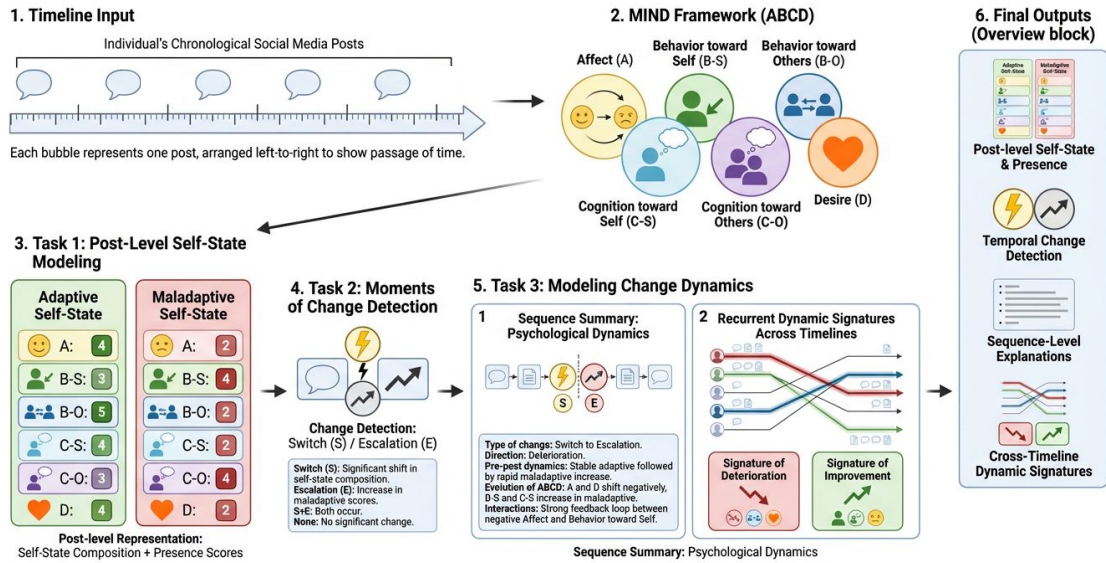 1. Timeline Input
Individual's Chronological Social Media Posts
Each bubble represents one post, arranged left-to-right to show passage of time.
2. MIND Framework (ABCD)
Affect (A)
Behavior toward
Self (B-S)
Behavior toward
Others (B-O)
Cognition toward
Self (C-S)
Cognition toward
Others (C-O)
Desire (D)
3. Task 1: Post-Level Self-State
Modeling
Adaptive
Self-State
A: 4
B-S: 3
B-O: 5
C-S: 4
C-O: 3
D: 4
Maladaptive
Self-State
A: 2
B-S: 4
B-O: 2
C-S: 2
C-O: 4
D: 2
Post-level Representation:
Self-State Composition + Presence Scores
4. Task 2: Moments
of Change Detection
Change Detection:
Switch (S) / Escalation (E)
Switch (S): Significant shift in
self-state composition.
Escalation (E): Increase in
maladaptive scores.
S+E: Both occur.
None: No significant change.
5. Task 3: Modeling Change Dynamics
1
Sequence Summary:
Psychological Dynamics
S
E
Type of changs: Switch to Escalation.
Direction: Deterioration.
Pre-pest dynamics: Stable adaptive followed
by rapid maladaptive increase.
Eveiution of ABCD: A and D shift negatively,
D-S and C-S increase in maladaptive.
Interactions: Strong feedback loop between
negative Affect and Behavior toward Self.
2
Recurrent Dynamic Signatures
Across Timelines
Signature of
Deterioration
Signature of
Improvement
Sequence Summary: Psychological Dynamics
6. Final Outputs
(Overview block)
Post-level Self-State
& Presence
Temporal Change
Detection
Sequence-Level
Explanations
Cross-Timeline
Dynamic Signatures